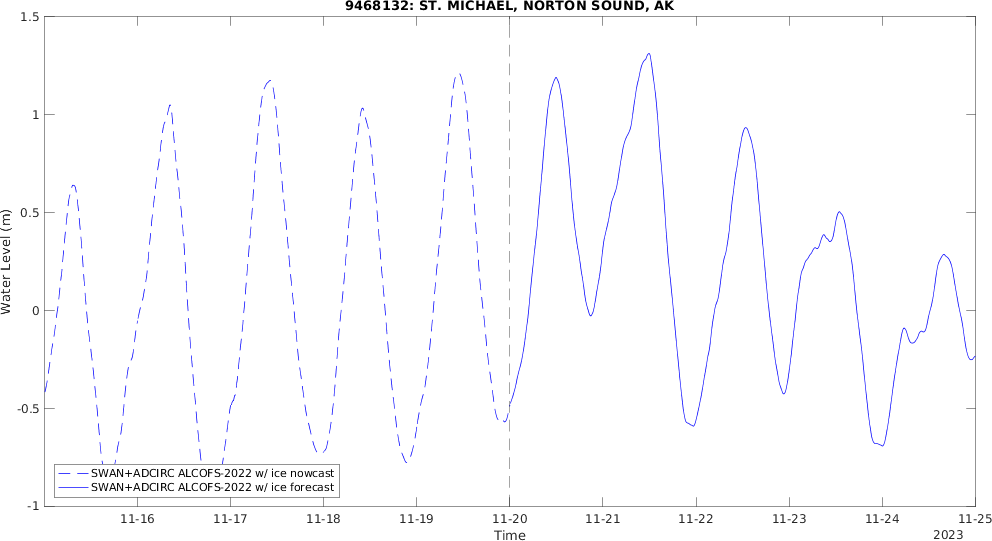 9468132: ST. MICHAEL, NORTON SOUND, AK
1.5
1
0.5
0
-0.5
-1
Water Level (m)
SWAN+ADCIRC ALCOFS-2022 w/ ice nowcast
SWAN+ADCIRC ALCOFS-2022 w/ ice forecast
11-16 11-17 11-18 11-19 11-20 11-21 11-22 11-23 11-24 11-25
Time
2023